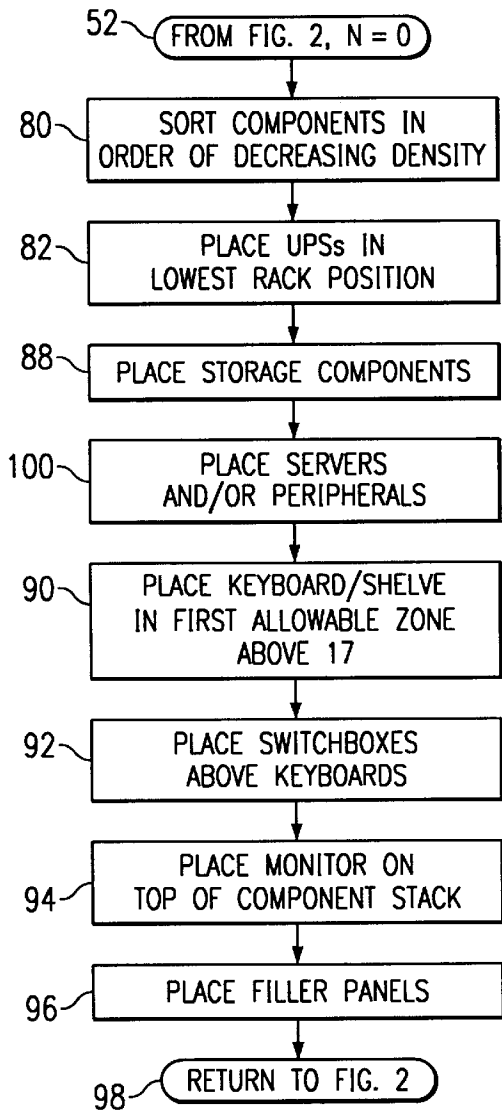 52
FROM FIG. 2, N = 0
80
SORT COMPONENTS IN
ORDER OF DECREASING DENSITY
82
PLACE UPSs IN
LOWEST RACK POSITION
88
PLACE STORAGE COMPONENTS
100
PLACE SERVERS
AND/OR PERIPHERALS
90
PLACE KEYBOARD/SHELVE
IN FIRST ALLOWABLE ZONE
ABOVE 17
92
PLACE SWITCHBOXES
ABOVE KEYBOARDS
94
PLACE MONITOR ON
TOP OF COMPONENT STACK
96
PLACE FILLER PANELS
98
RETURN TO FIG. 2